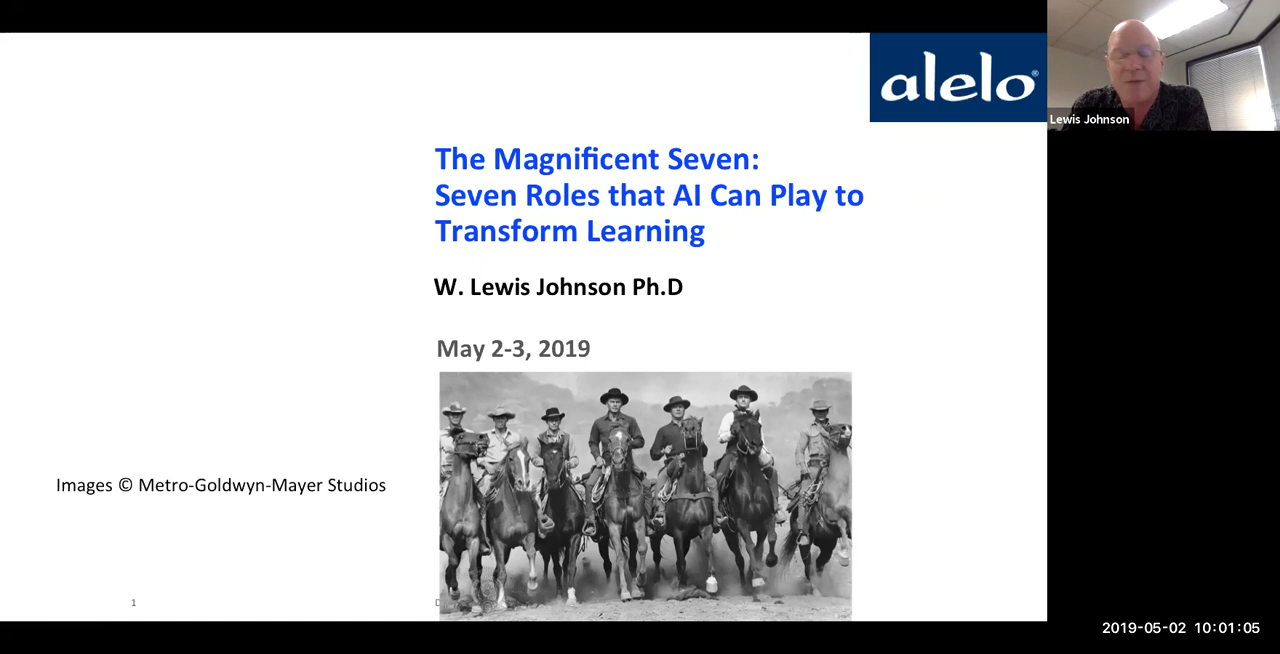 alelo®
Lewis Johnson
The Magnificent Seven:
Seven Roles that AI Can Play to
Transform Learning
W. Lewis Johnson Ph.D
May 2-3, 2019
Images © Metro-Goldwyn-Mayer Studios
1
2019-05-02 10:01:05